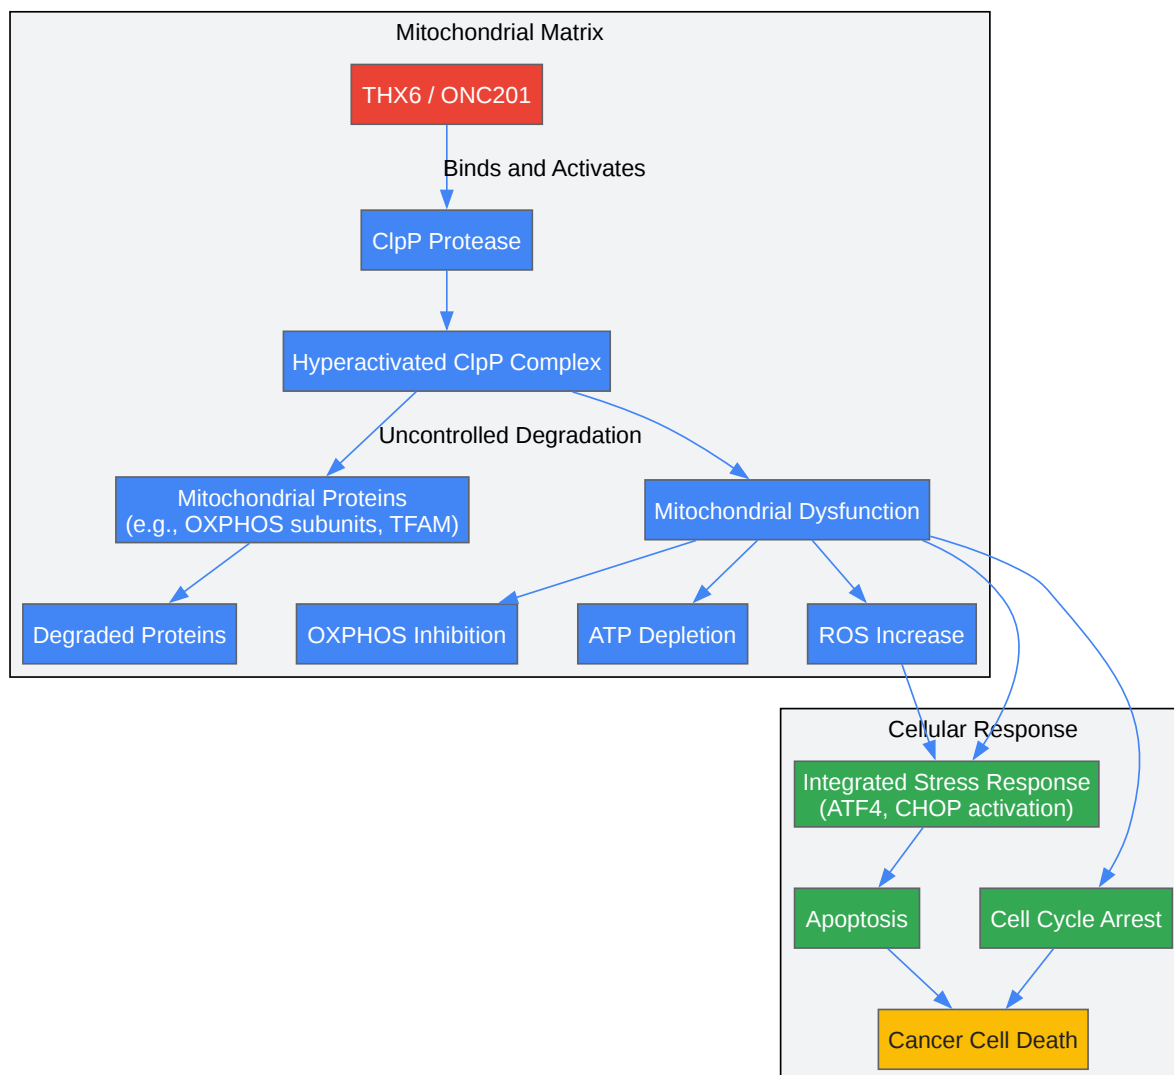 Mitochondrial Matrix
THX6 / ONC201
Binds and Activates
ClpP Protease
Hyperactivated ClpP Complex
Uncontrolled Degradation
Mitochondrial Proteins
(e.g., OXPHOS subunits, TFAM)
Mitochondrial Dysfunction
Degraded Proteins
OXPHOS Inhibition
ATP Depletion
ROS Increase
Cellular Response
Integrated Stress Response
(ATF4, CHOP activation)
Apoptosis
Cell Cycle Arrest
Cancer Cell Death